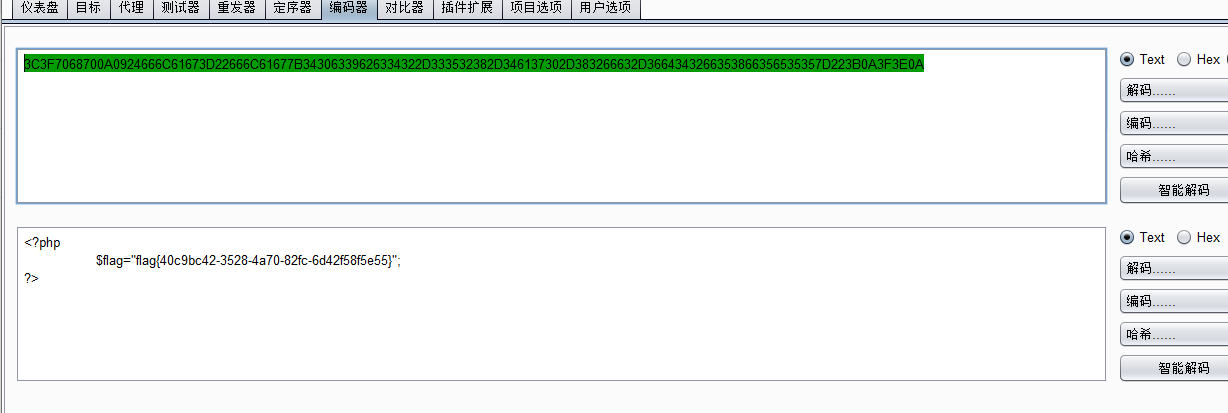 仪表盘 目标 代理 测试器 重发器 定序器 编码器 对比器 插件扩展 项目选项 用户选项
3C3F7068700A0924666C61673D22666C61677B34306339626334322D333532382D346137302D383266632D3664343266353866356535357D223B0A3F3E0A
Text Hex
解码......
编码......
哈希......
智能解码
<?php
$flag="flag{40c9bc42-3528-4a70-82fc-6d42f58f5e55}";
?>
Text Hex
解码......
编码......
哈希......
智能解码